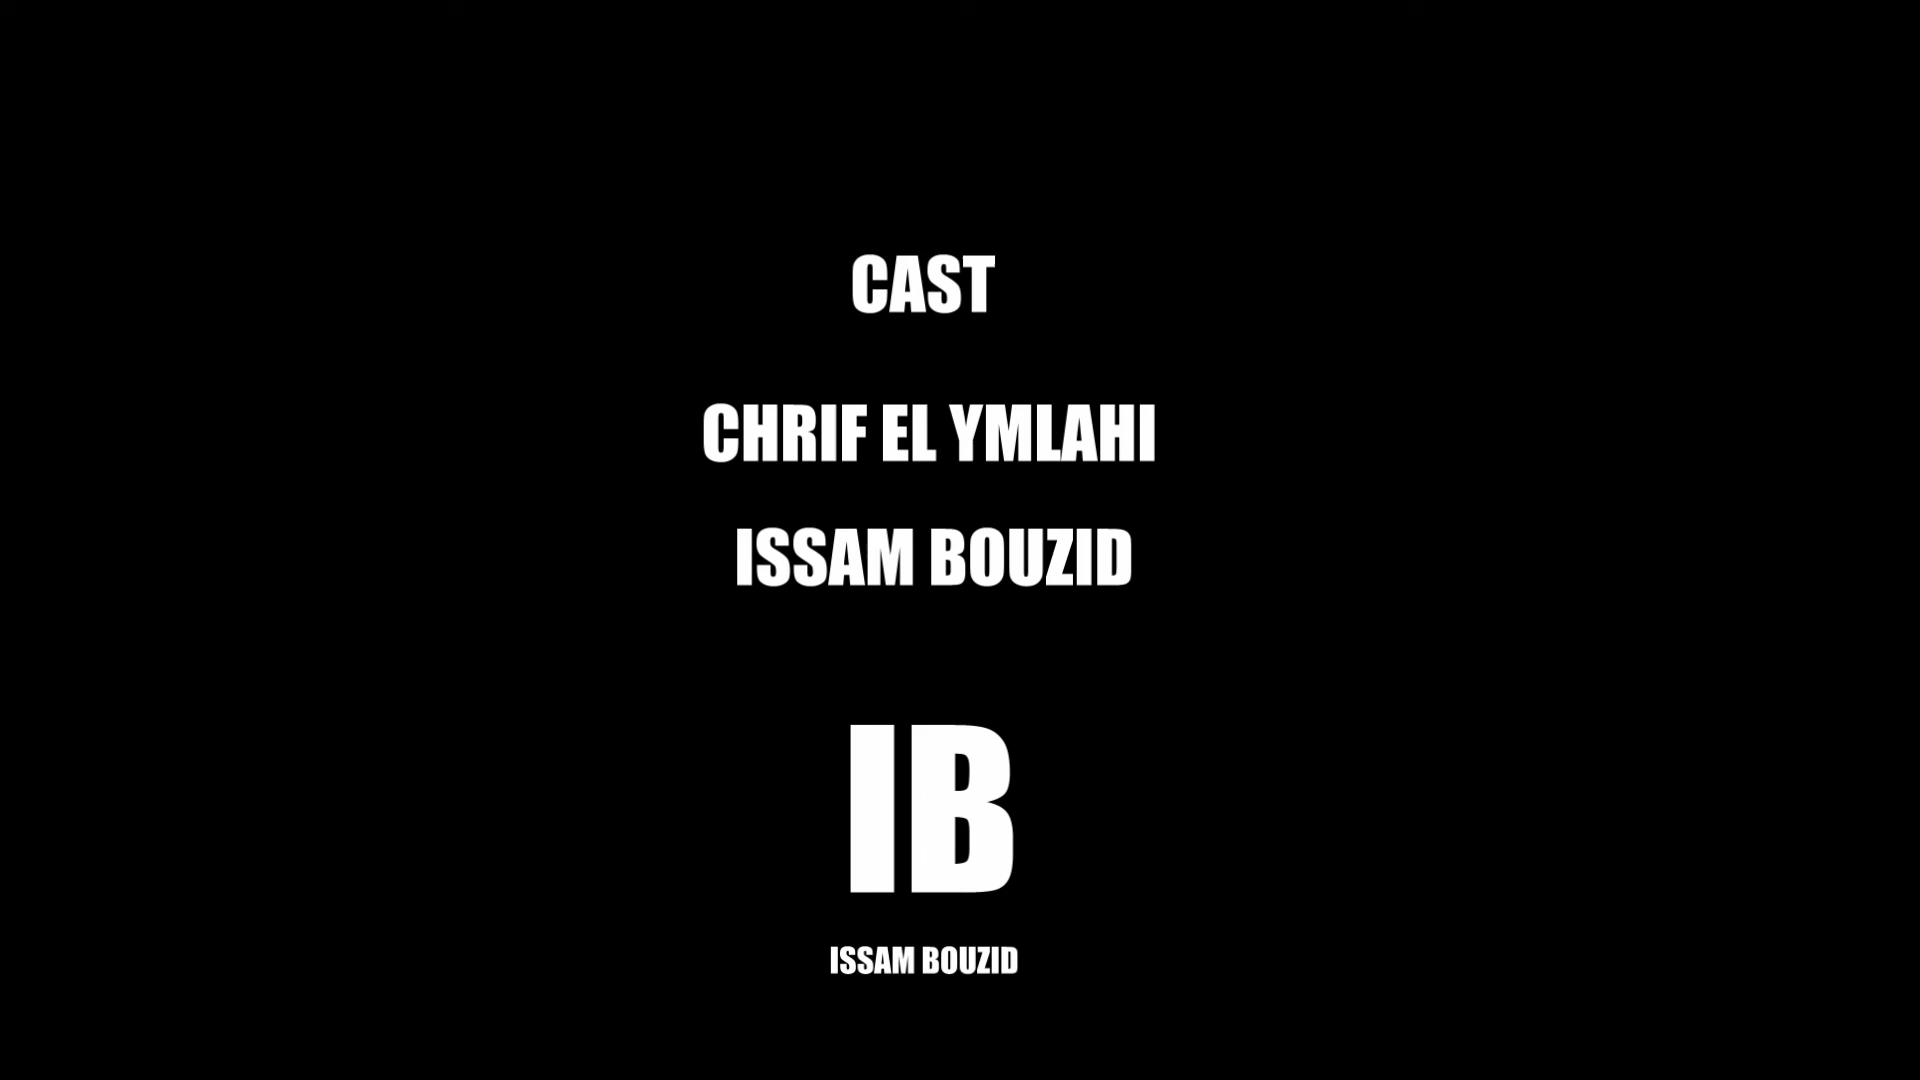 CAST
CHRIF EL YMLAHI
ISSAM BOUZID
IB
ISSAM BOUZID